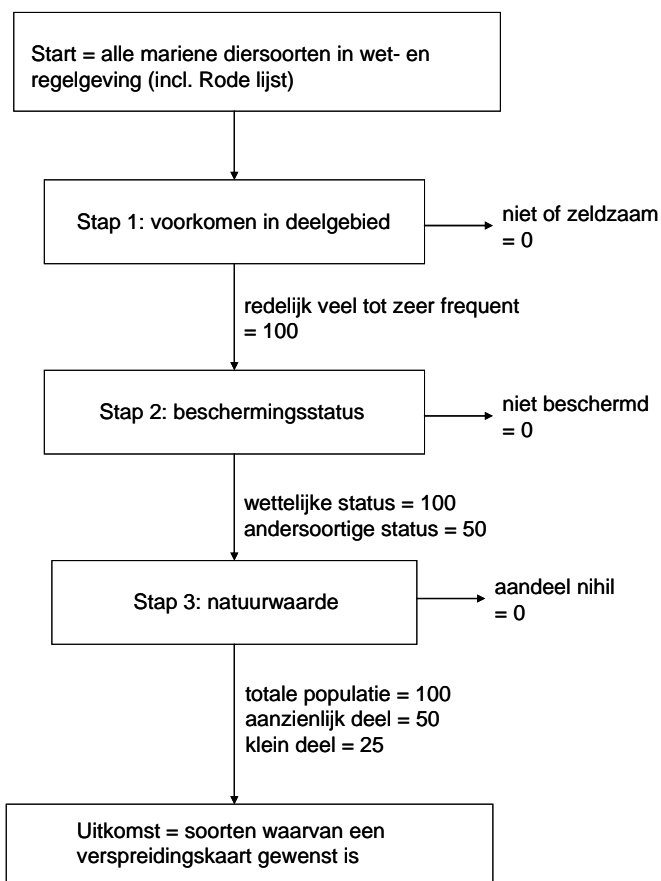 Start = alle mariene diersoorten in wet- en
regelgeving (incl. Rode lijst)
Stap 1: voorkomen in deelgebied
niet of zeldzaam
= 0
redelijk veel tot zeer frequent
= 100
Stap 2: beschermingsstatus
niet beschermd
= 0
wettelijke status = 100
andersoortige status = 50
Stap 3: natuurwaarde
aandeel nihil
= 0
totale populatie = 100
aanzienlijk deel = 50
klein deel = 25
Uitkomst = soorten waarvan een
verspreidingskaart gewenst is